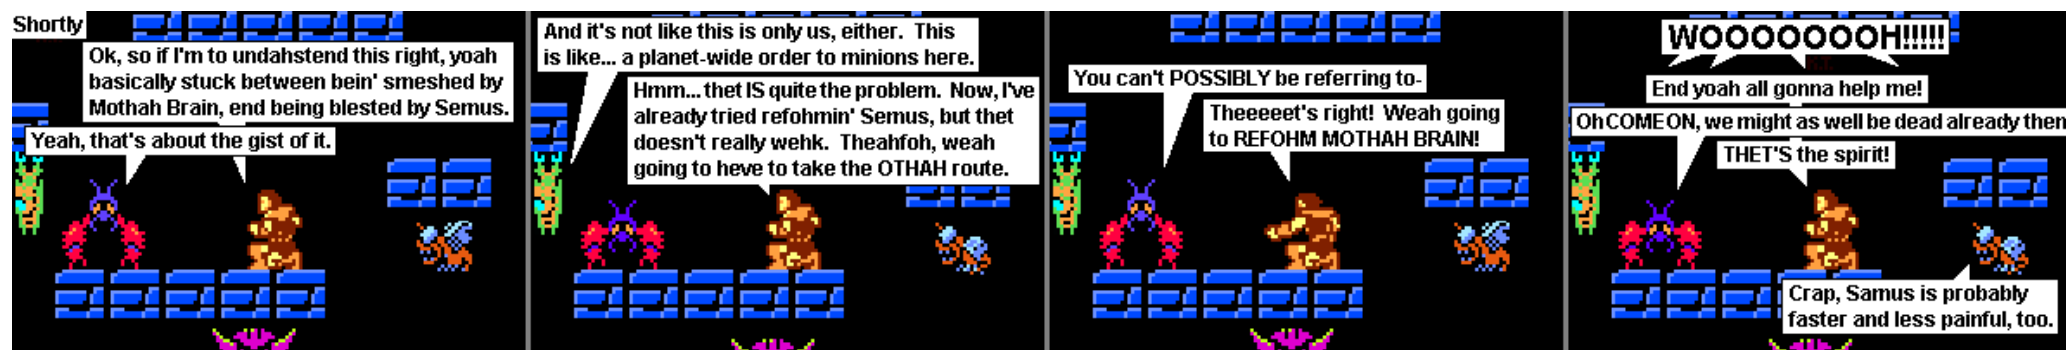 Shortly
Ok, so if I'm to undahstend this right, yoah
basically stuck between bein' smeshed by
Mothah Brain, end being blested by Semus.
Yeah, that's about the gist of it.
And it's not like this is only us, either. This
is like... a planet-wide order to minions here.
Hmm... thet IS quite the problem. Now, I've
already tried refohmin' Semus, but thet
doesn't really wehk. Theahfoh, weah
going to heve to take the OTHAH route.
You can't POSSIBLY be referring to-
Theeeeet's right! Weah going
to REFOHM MOTHAH BRAIN!
WOOOOOOOH!!!!!
End yoah all gonna help me!
Oh COME ON, we might as well be dead already then
THET'S the spirit!
Crap, Samus is probably
faster and less painful, too.